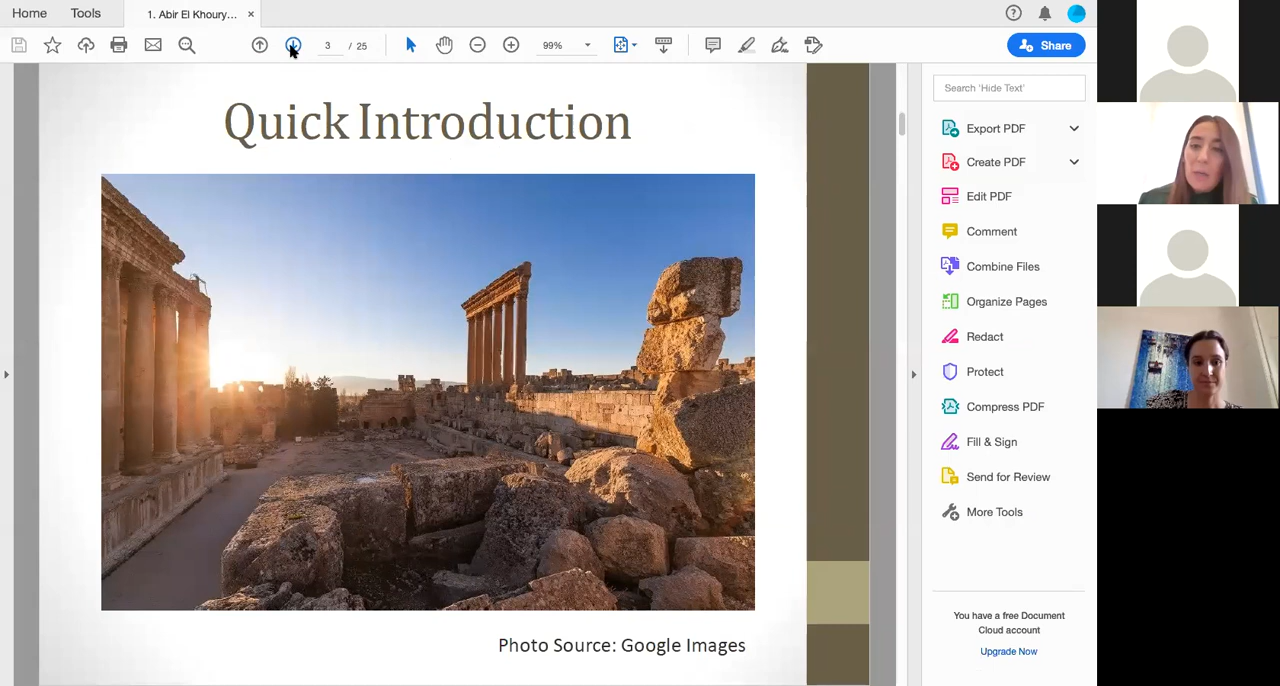 Home
Tools
1. Abir El Khoury... ×
3 / 25
99%
Share
Quick Introduction
Photo Source: Google Images
Search 'Hide Text'
Export PDF
Create PDF
Edit PDF
Comment
Combine Files
Organize Pages
Redact
Protect
Compress PDF
Fill & Sign
Send for Review
More Tools
You have a free Document
Cloud account
Upgrade Now